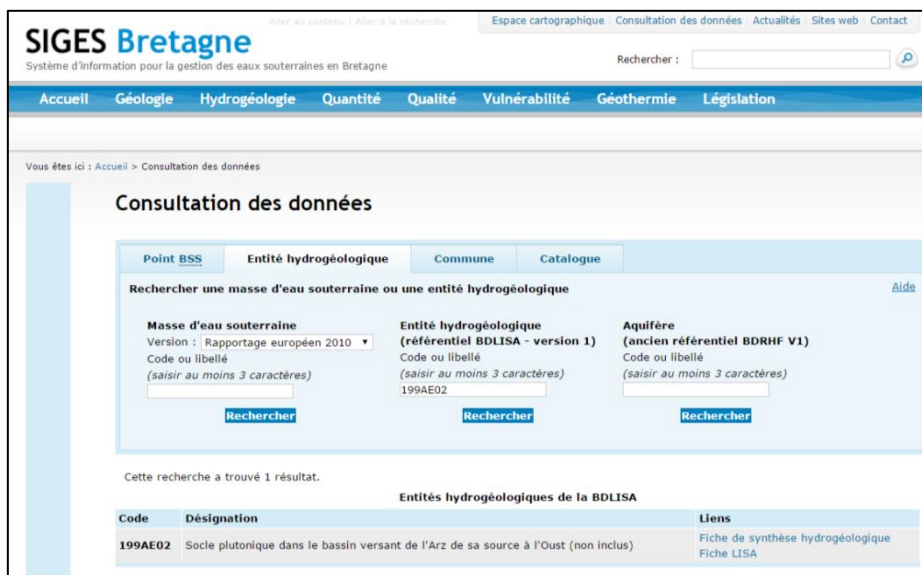 Aller au contenu | Aller à la recherche
Espace cartographique | Consultation des données | Actualités | Sites web | Contact
SIGES Bretagne
Système d'information pour la gestion des eaux souterraines en Bretagne
Rechercher :
Accueil Géologie Hydrogéologie Quantité Qualité Vulnérabilité Géothermie Législation
Vous êtes ici : Accueil > Consultation des données
Consultation des données
Point BSS Entité hydrogéologique Commune Catalogue
Rechercher une masse d'eau souterraine ou une entité hydrogéologique Aide
Masse d'eau souterraine
Version : Rapportage européen 2010
Code ou libellé
(saisir au moins 3 caractères)
Rechercher
Entité hydrogéologique
(référentiel BDLISA - version 1)
Code ou libellé
(saisir au moins 3 caractères)
199AE02
Rechercher
Aquifère
(ancien référentiel BDRHF V1)
Code ou libellé
(saisir au moins 3 caractères)
Rechercher
Cette recherche a trouvé 1 résultat.
Entités hydrogéologiques de la BDLISA
Code Désignation Liens
199AE02 Socle plutonique dans le bassin versant de l'Arz de sa source à l'Oust (non inclus) Fiche de synthèse hydrogéologique
Fiche LISA